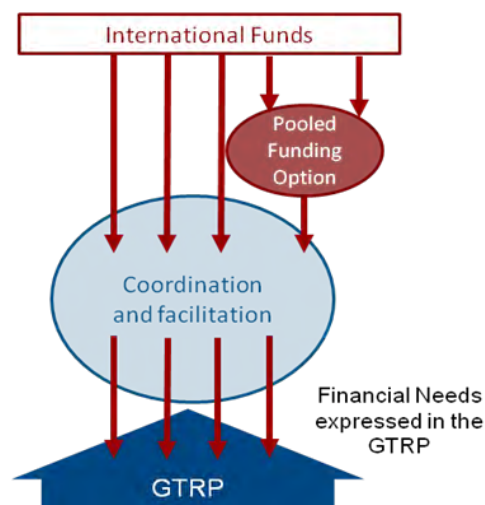 International Funds
Pooled
Funding
Option
Coordination
and facilitation
Financial Needs
expressed in the
GTRP
GTRP